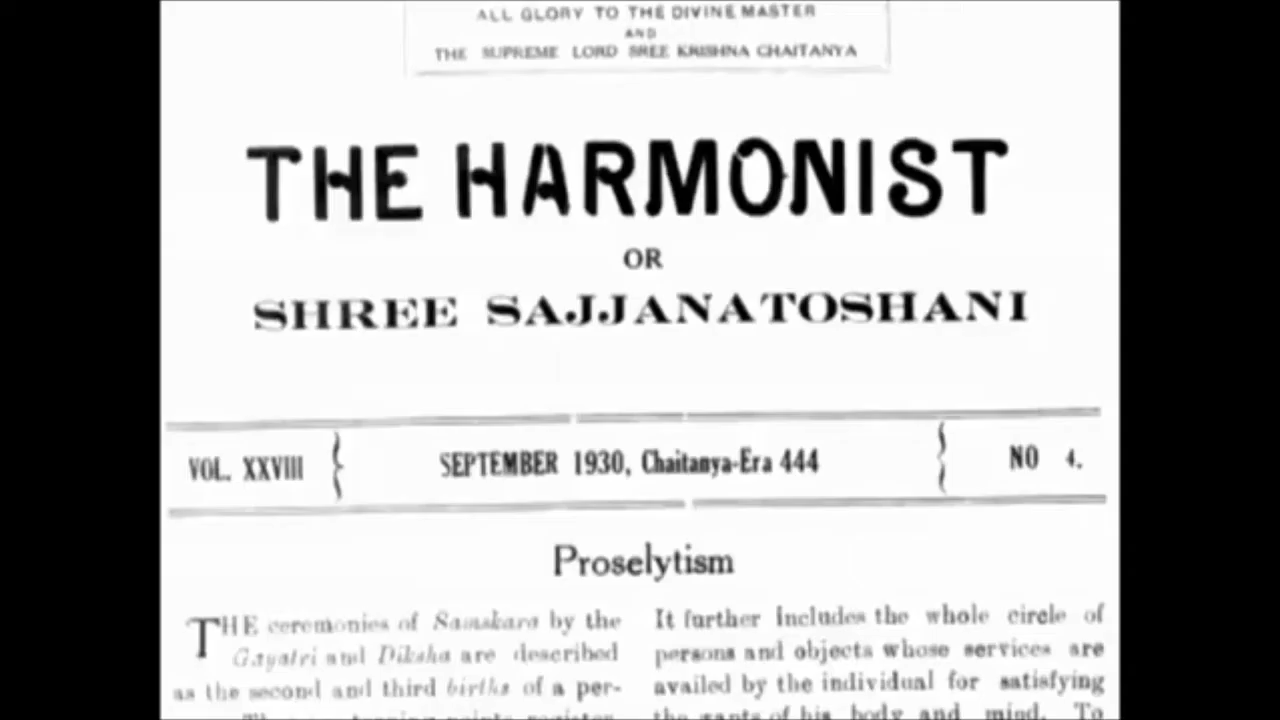 ALL GLORY TO THE DIVINE MASTER
AND
THE SUPREME LORD SREE KRISHNA CHAITANYA
THE HARMONIST
OR
SHREE SAJJANATOSHANI
VOL. XXVIII
SEPTEMBER 1930, Chaitanya-Era 444
NO 4.
Proselytism
THE ceremonies of Samskara by the
Gayatri and Diksha are described
as the second and third births of a per-
It further includes the whole circle of
persons and objects whose services are
availed by the individual for satisfying
the wants of his body and mind. To